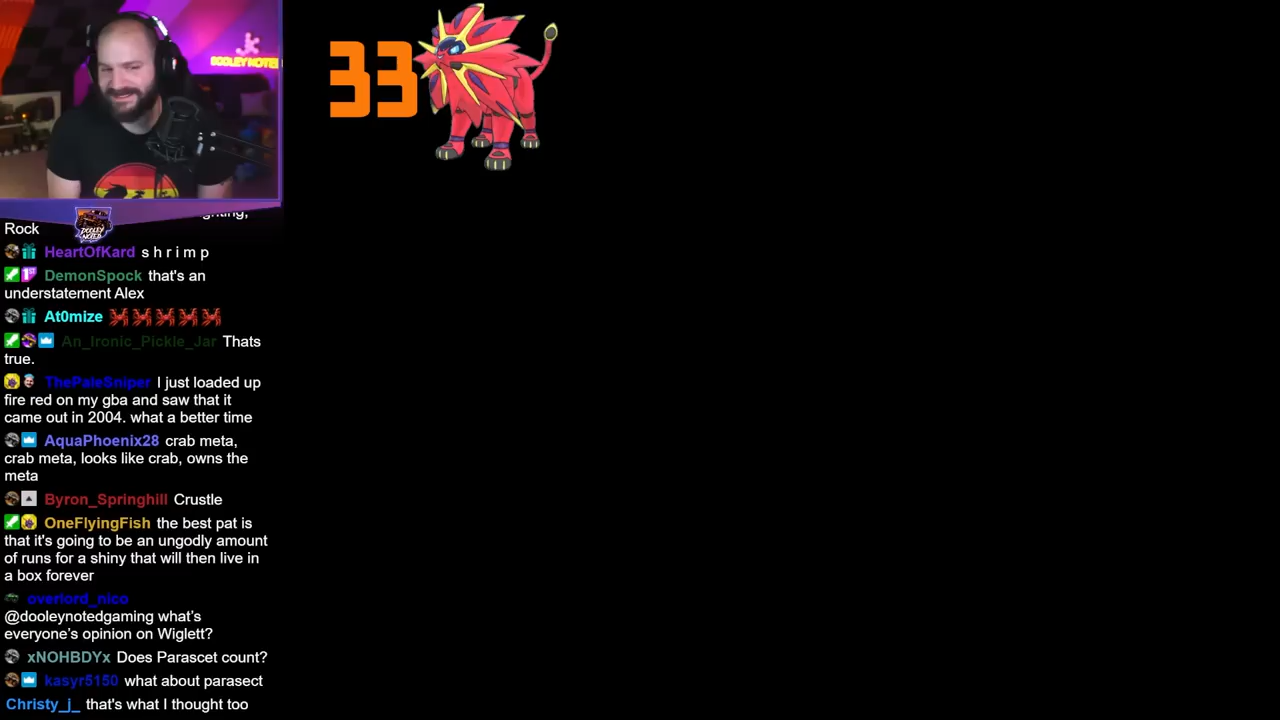 DOOLEY NOTE
33
DOOLEY
NOTED
Rock
HeartOfKard s h r i m p
DemonSpock that's an
understatement Alex
At0mize
An_Ironic_Pickle_Jar Thats
true.
ThePaleSniper I just loaded up
fire red on my gba and saw that it
came out in 2004. what a better time
AquaPhoenix28 crab meta,
crab meta, looks like crab, owns the
meta
Byron_Springhill Crustle
OneFlyingFish the best pat is
that it's going to be an ungodly amount
of runs for a shiny that will then live in
a box forever
overlord_nico
@dooleynotedgaming what's
everyone's opinion on Wiglett?
xNOHBDYx Does Parascet count?
kasyr5150 what about parasect
Christy_j_ that's what I thought too